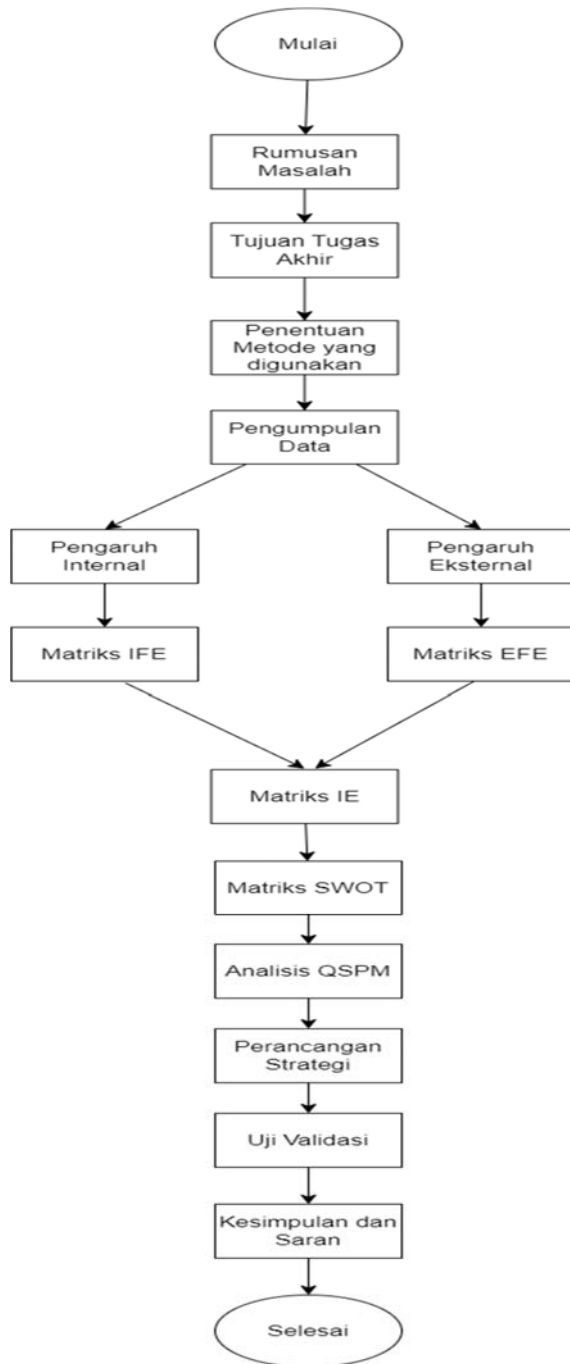 Mulai
Rumusan
Masalah
Tujuan Tugas
Akhir
Penentuan
Metode yang
digunakan
Pengumpulan
Data
Pengaruh
Internal
Pengaruh
Eksternal
Matriks IFE
Matriks EFE
Matriks IE
Matriks SWOT
Analisis QSPM
Perancangan
Strategi
Uji Validasi
Kesimpulan dan
Saran
Selesai